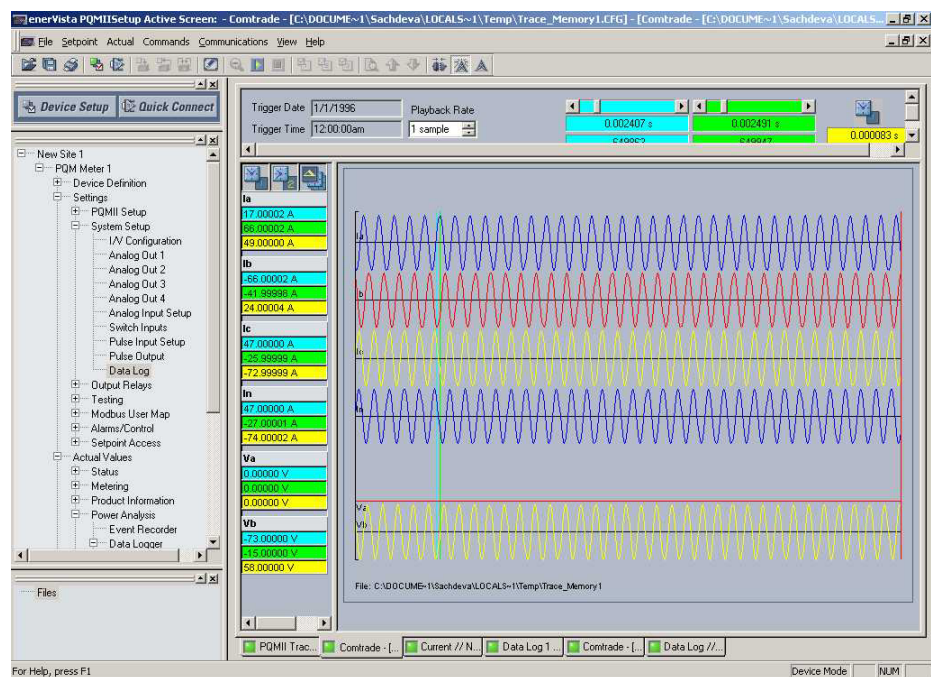 enerVista PQMIISetup Active Screen: - Comtrade - [C:\DOCUME~1\Sachdeva\LOCALS~1\Temp\Trace_Memory1.CFG] - [Comtrade - [C:\DOCUME~1\Sachdeva\LOCALS...
File Setpoint Actual Commands Communications View Help
Device Setup
Quick Connect
Trigger Date 1/1/1996
Playback Rate
Trigger Time 12:00:00am
1 sample
0.002407 s
0.002491 s
0.000083 s
New Site 1
PQM Meter 1
Device Definition
Settings
PQMII Setup
System Setup
I/V Configuration
Analog Out 1
Analog Out 2
Analog Out 3
Analog Out 4
Analog Input Setup
Switch Inputs
Pulse Input Setup
Pulse Output
Data Log
Output Relays
Testing
Modbus User Map
Alarms/Control
Setpoint Access
Actual Values
Status
Metering
Product Information
Power Analysis
Event Recorder
Data Logger
Files
Ia
17.00002 A
66.00002 A
49.00000 A
Ib
-66.00002 A
-41.99998 A
24.00004 A
Ic
47.00000 A
-25.99999 A
-72.99999 A
In
47.00000 A
-27.00001 A
-74.00002 A
Va
0.00000 V
0.00000 V
0.00000 V
Vb
-73.00000 V
-15.00000 V
58.00000 V
Ia
Ib
Ic
In
Va
Vb
File: C:\DOCUME~1\Sachdeva\LOCALS~1\Temp\Trace_Memory1
PQMII Trac...
Comtrade - [...
Current // N...
Data Log 1 ...
Comtrade - [...
Data Log //...
For Help, press F1
Device Mode
NUM